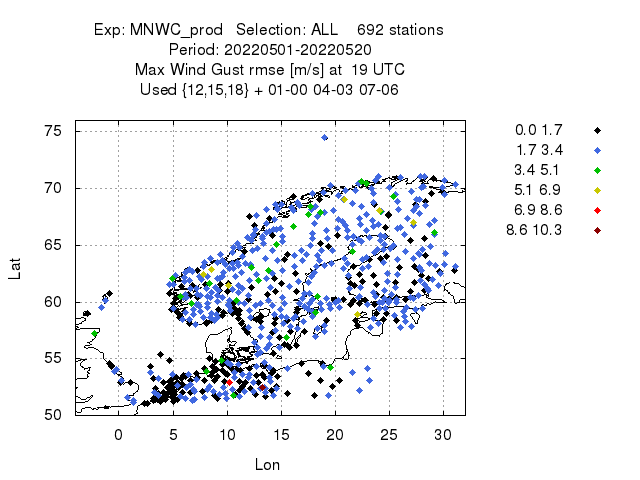 Exp: MNWC_prod   Selection: ALL    692 stations
Period: 20220501-20220520
Max Wind Gust rmse [m/s] at  19 UTC
Used {12,15,18} + 01-00 04-03 07-06
0.0 1.7
1.7 3.4
3.4 5.1
5.1 6.9
6.9 8.6
8.6 10.3
75
70
65
60
55
50
Lat
0 5 10 15 20 25 30
Lon